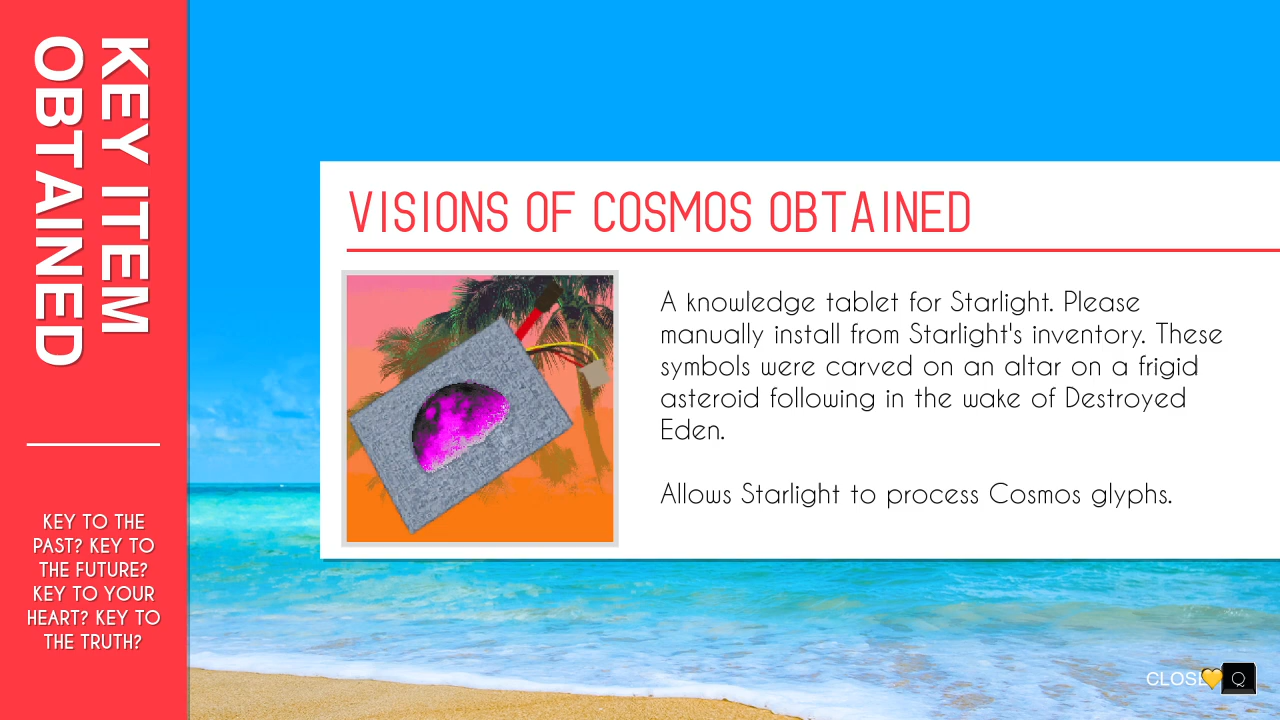 KEY ITEM
OBTAINED
KEY TO THE
PAST? KEY TO
THE FUTURE?
KEY TO YOUR
HEART? KEY TO
THE TRUTH?
VISIONS OF COSMOS OBTAINED
A knowledge tablet for Starlight. Please
manually install from Starlight's inventory. These
symbols were carved on an altar on a frigid
asteroid following in the wake of Destroyed
Eden.
Allows Starlight to process Cosmos glyphs.
CLOSE 💛 Q